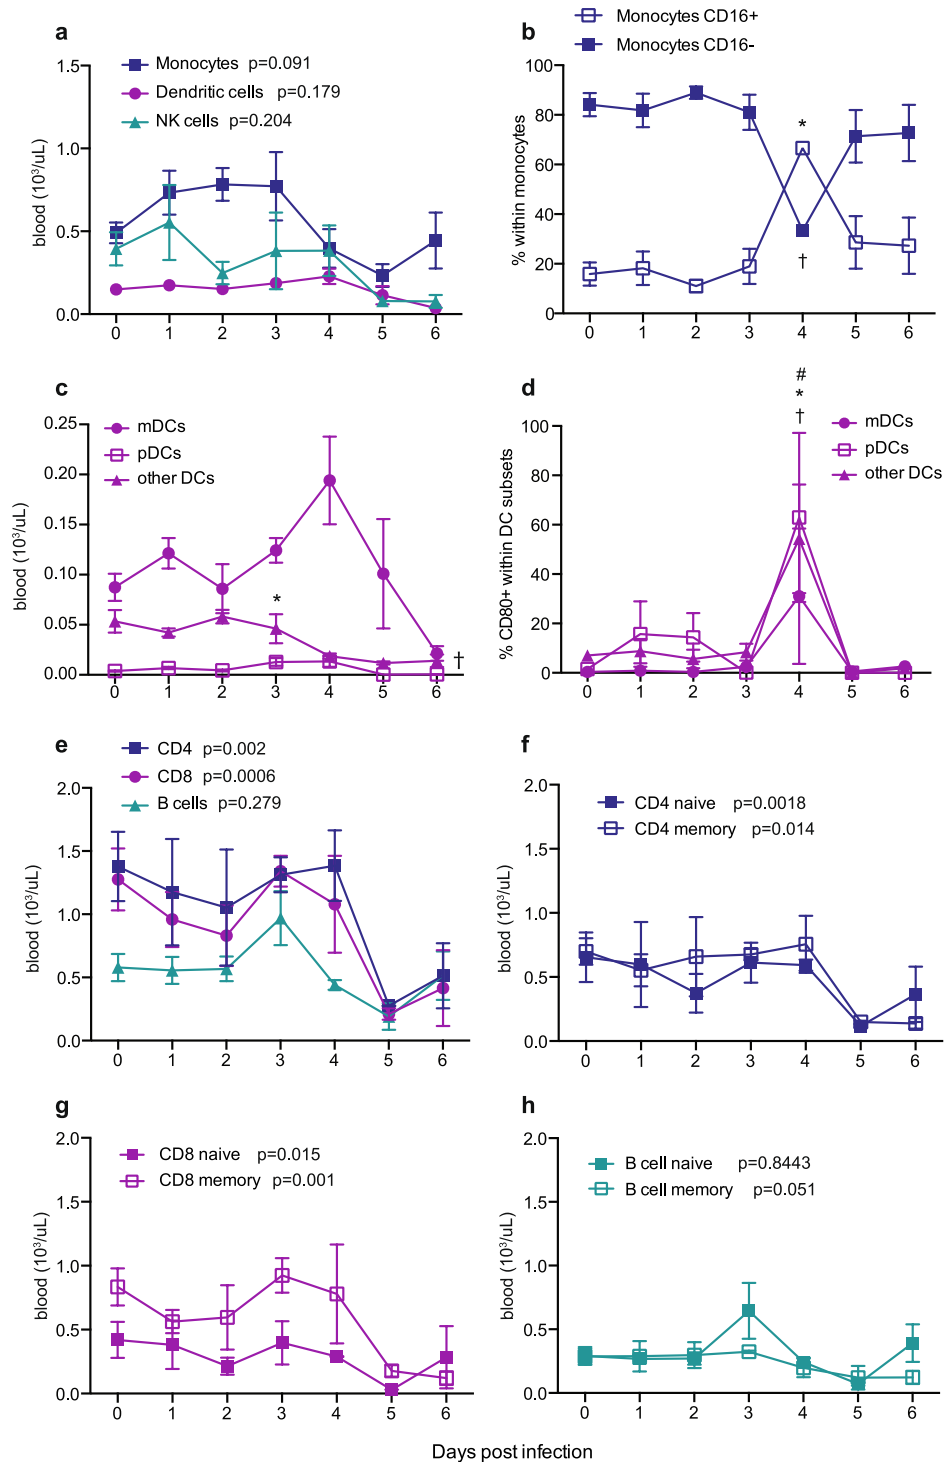 a
Monocytes p=0.091
Dendritic cells p=0.179
NK cells p=0.204
blood (10³/uL)
1.5
1.0
0.5
0.0
0 1 2 3 4 5 6
b
Monocytes CD16+
Monocytes CD16-
% within monocytes
100
80
60
40
20
0
*
†
0 1 2 3 4 5 6
c
mDCs
pDCs
other DCs
blood (10³/uL)
0.25
0.20
0.15
0.10
0.05
0.00
*
†
0 1 2 3 4 5 6
d
#
*
†
mDCs
pDCs
other DCs
% CD80+ within DC subsets
100
80
60
40
20
0
0 1 2 3 4 5 6
e
CD4 p=0.002
CD8 p=0.0006
B cells p=0.279
blood (10³/uL)
2.0
1.5
1.0
0.5
0.0
0 1 2 3 4 5 6
f
CD4 naive p=0.0018
CD4 memory p=0.014
blood (10³/uL)
2.0
1.5
1.0
0.5
0.0
0 1 2 3 4 5 6
g
CD8 naive p=0.015
CD8 memory p=0.001
blood (10³/uL)
2.0
1.5
1.0
0.5
0.0
0 1 2 3 4 5 6
h
B cell naive p=0.8443
B cell memory p=0.051
blood (10³/uL)
2.0
1.5
1.0
0.5
0.0
0 1 2 3 4 5 6
Days post infection